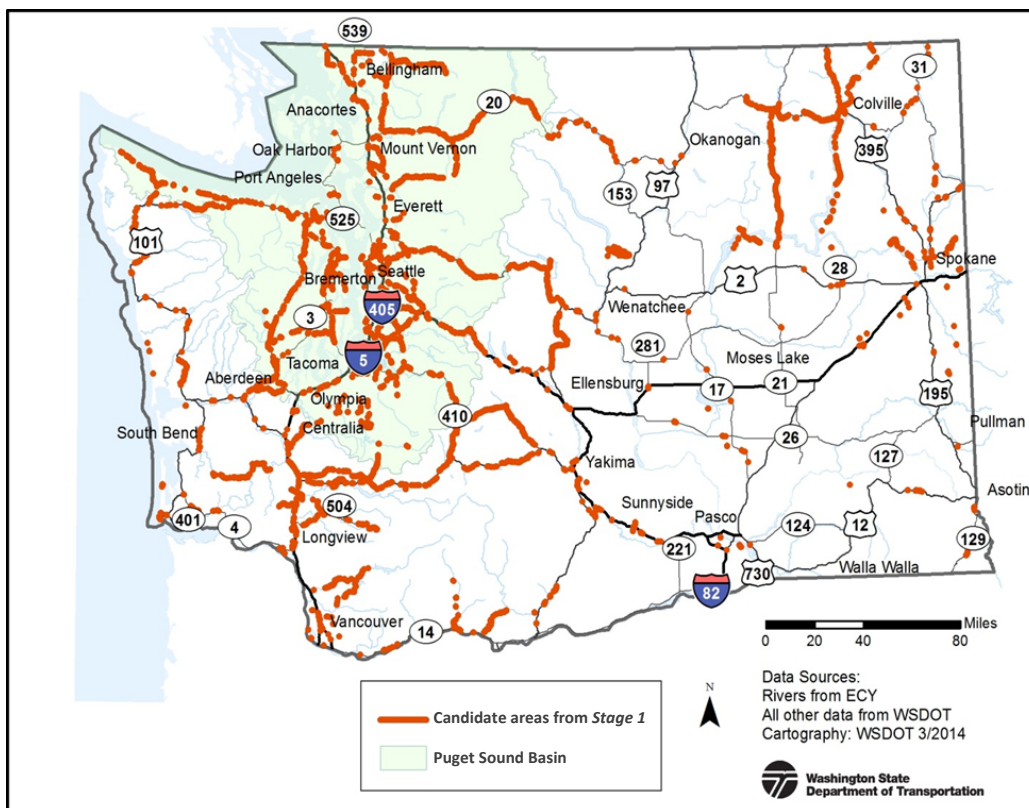 539
Bellingham
31
20
Anacortes
Colville
Oak Harbor
Mount Vernon
Okanogan
395
Port Angeles
153
97
Everett
525
101
Bremerton
Seattle
Spokane
28
2
405
Wenatchee
3
281
Tacoma
5
Moses Lake
Aberdeen
Ellensburg
17
21
Olympia
195
410
Centralia
South Bend
26
Pullman
127
Yakima
Asotin
Sunnyside
504
Pasco
401
4
124
12
Longview
221
129
730
Walla Walla
82
Vancouver
14
0 20 40 80 Miles
N
Data Sources:
Rivers from ECY
All other data from WSDOT
Cartography: WSDOT 3/2014
Candidate areas from Stage 1
Puget Sound Basin
Washington State
Department of Transportation